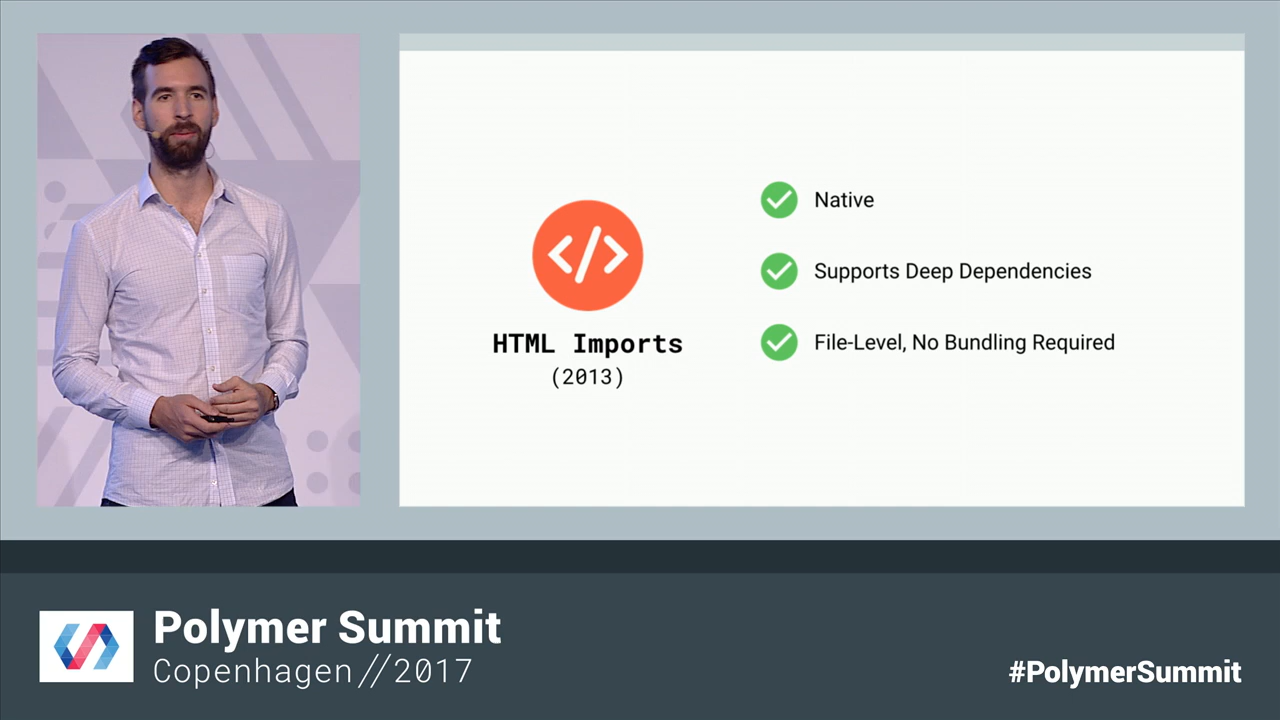 Native
Supports Deep Dependencies
File-Level, No Bundling Required
HTML Imports
(2013)
Polymer Summit
Copenhagen//2017
#PolymerSummit